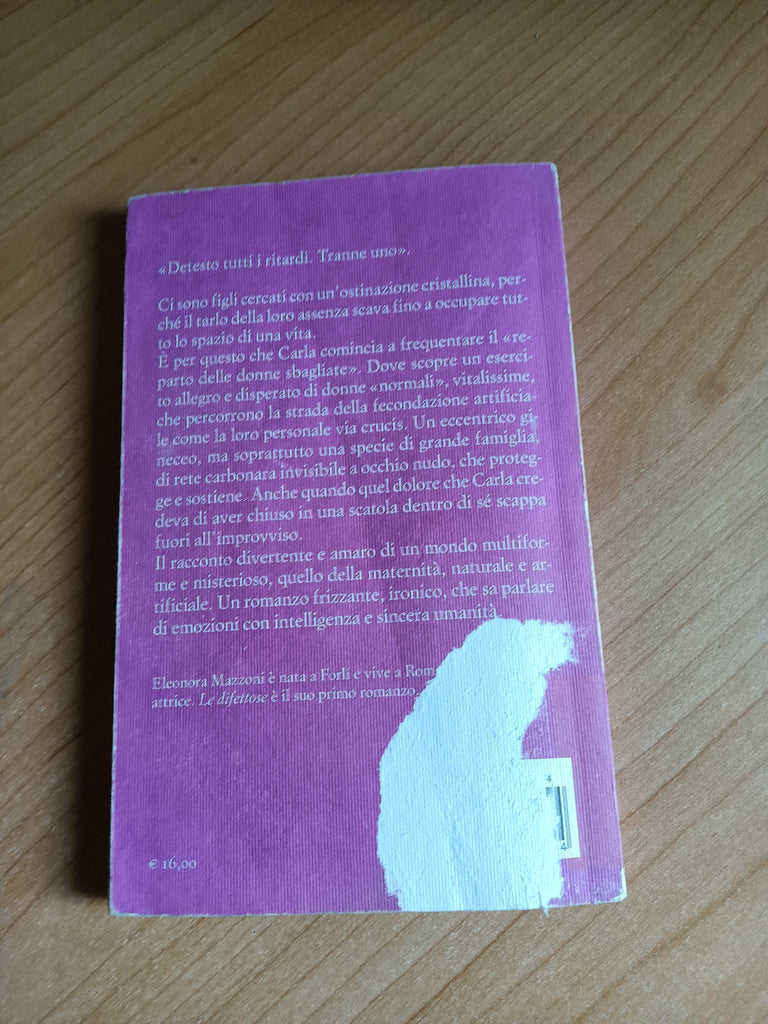 «Detesto tutti i ritardi. Tranne uno».
Ci sono figli cercati con un'ostinazione cristallina, per-
ché il tarlo della loro assenza scava fino a occupare tut-
to lo spazio di una vita.
È per questo che Carla comincia a frequentare il «re-
parto delle donne sbagliate». Dove scopre un eserci-
to allegro e disperato di donne «normali», vitalissime,
che percorrono la strada della fecondazione artificia-
le come la loro personale via crucis. Un eccentrico gi-
neceo, ma soprattutto una specie di grande famiglia,
di rete carbonara invisibile a occhio nudo, che proteg-
ge e sostiene. Anche quando quel dolore che Carla cre-
deva di aver chiuso in una scatola dentro di sé scappa
fuori all'improvviso.
Il racconto divertente e amaro di un mondo multifor-
me e misterioso, quello della maternità, naturale e ar-
tificiale. Un romanzo frizzante, ironico, che sa parlare
di emozioni con intelligenza e sincera umanità
Eleonora Mazzoni è nata a Forlì e vive a Rom
attrice. Le difettose è il suo primo romanzo.
4
4
€ 16,00